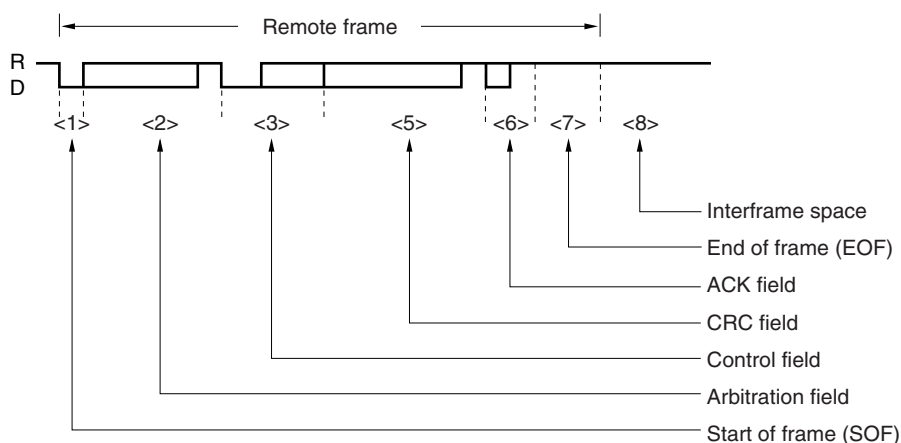 Remote frame
R
D
<1> <2> <3> <5> <6> <7> <8>
Interframe space
End of frame (EOF)
ACK field
CRC field
Control field
Arbitration field
Start of frame (SOF)